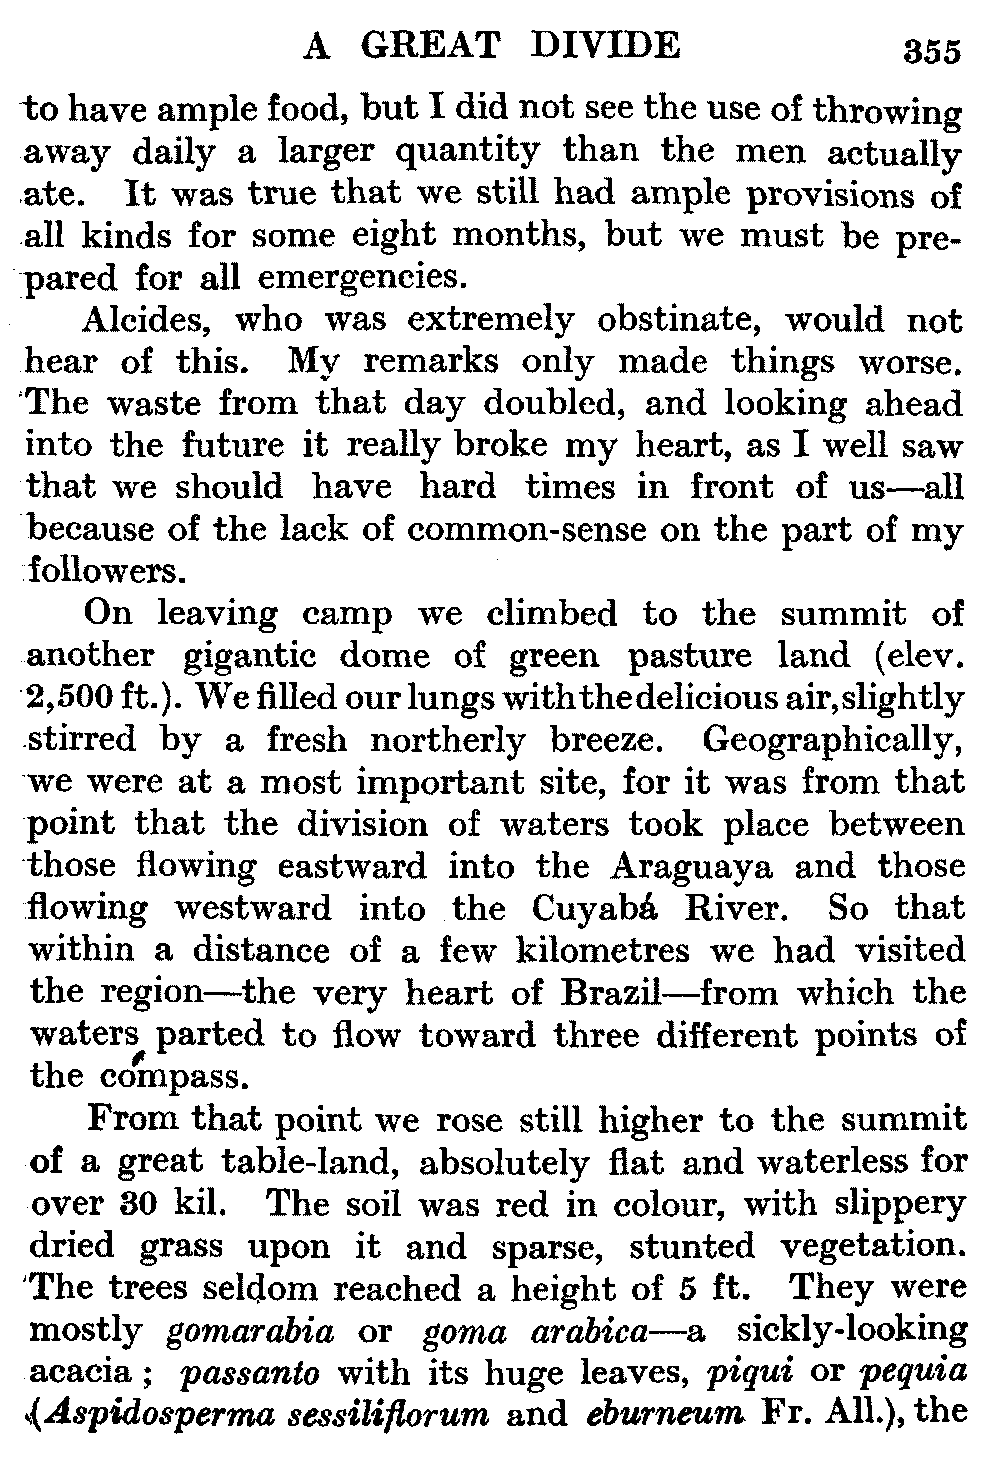 A GREAT DIVIDE 355
to have ample food, but I did not see the use of throwing
away daily a larger quantity than the men actually
ate. It was true that we still had ample provisions of
all kinds for some eight months, but we must be pre-
pared for all emergencies.
Alcides, who was extremely obstinate, would not
hear of this. My remarks only made things worse.
The waste from that day doubled, and looking ahead
into the future it really broke my heart, as I well saw
that we should have hard times in front of us—all
because of the lack of common-sense on the part of my
followers.
On leaving camp we climbed to the summit of
another gigantic dome of green pasture land (elev.
2,500 ft.). We filled our lungs with the delicious air, slightly
stirred by a fresh northerly breeze. Geographically,
we were at a most important site, for it was from that
point that the division of waters took place between
those flowing eastward into the Araguaya and those
flowing westward into the Cuyabá River. So that
within a distance of a few kilometres we had visited
the region—the very heart of Brazil—from which the
waters parted to flow toward three different points of
the compass.
From that point we rose still higher to the summit
of a great table-land, absolutely flat and waterless for
over 30 kil. The soil was red in colour, with slippery
dried grass upon it and sparse, stunted vegetation.
The trees seldom reached a height of 5 ft. They were
mostly gomarabia or goma arabica—a sickly-looking
acacia; passanto with its huge leaves, piqui or pequia
(Aspidosperma sessiliflorum and eburneum Fr. All.), the